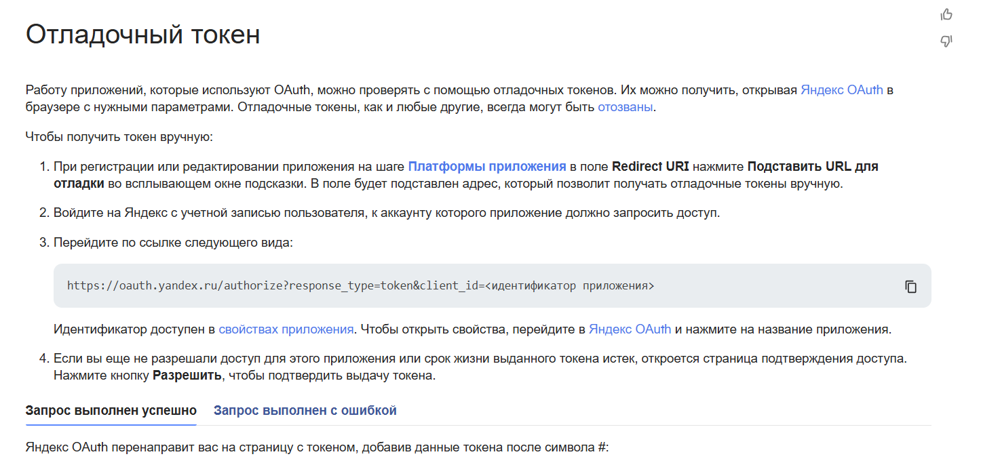 Отладочный токен
Работу приложений, которые используют OAuth, можно проверять с помощью отладочных токенов. Их можно получить, открывая Яндекс OAuth в
браузере с нужными параметрами. Отладочные токены, как и любые другие, всегда могут быть отозваны.
Чтобы получить токен вручную:
1. При регистрации или редактировании приложения на шаге Платформы приложения в поле Redirect URI нажмите Подставить URL для
отладки во всплывающем окне подсказки. В поле будет подставлен адрес, который позволит получать отладочные токены вручную.
2. Войдите на Яндекс с учетной записью пользователя, к аккаунту которого приложение должно запросить доступ.
3. Перейдите по ссылке следующего вида:
https://oauth.yandex.ru/authorize?response_type=token&client_id=<идентификатор приложения>
Идентификатор доступен в свойствах приложения. Чтобы открыть свойства, перейдите в Яндекс OAuth и нажмите на название приложения.
4. Если вы еще не разрешали доступ для этого приложения или срок жизни выданного токена истек, откроется страница подтверждения доступа.
Нажмите кнопку Разрешить, чтобы подтвердить выдачу токена.
Запрос выполнен успешно Запрос выполнен с ошибкой
Яндекс OAuth перенаправит вас на страницу с токеном, добавив данные токена после символа #: